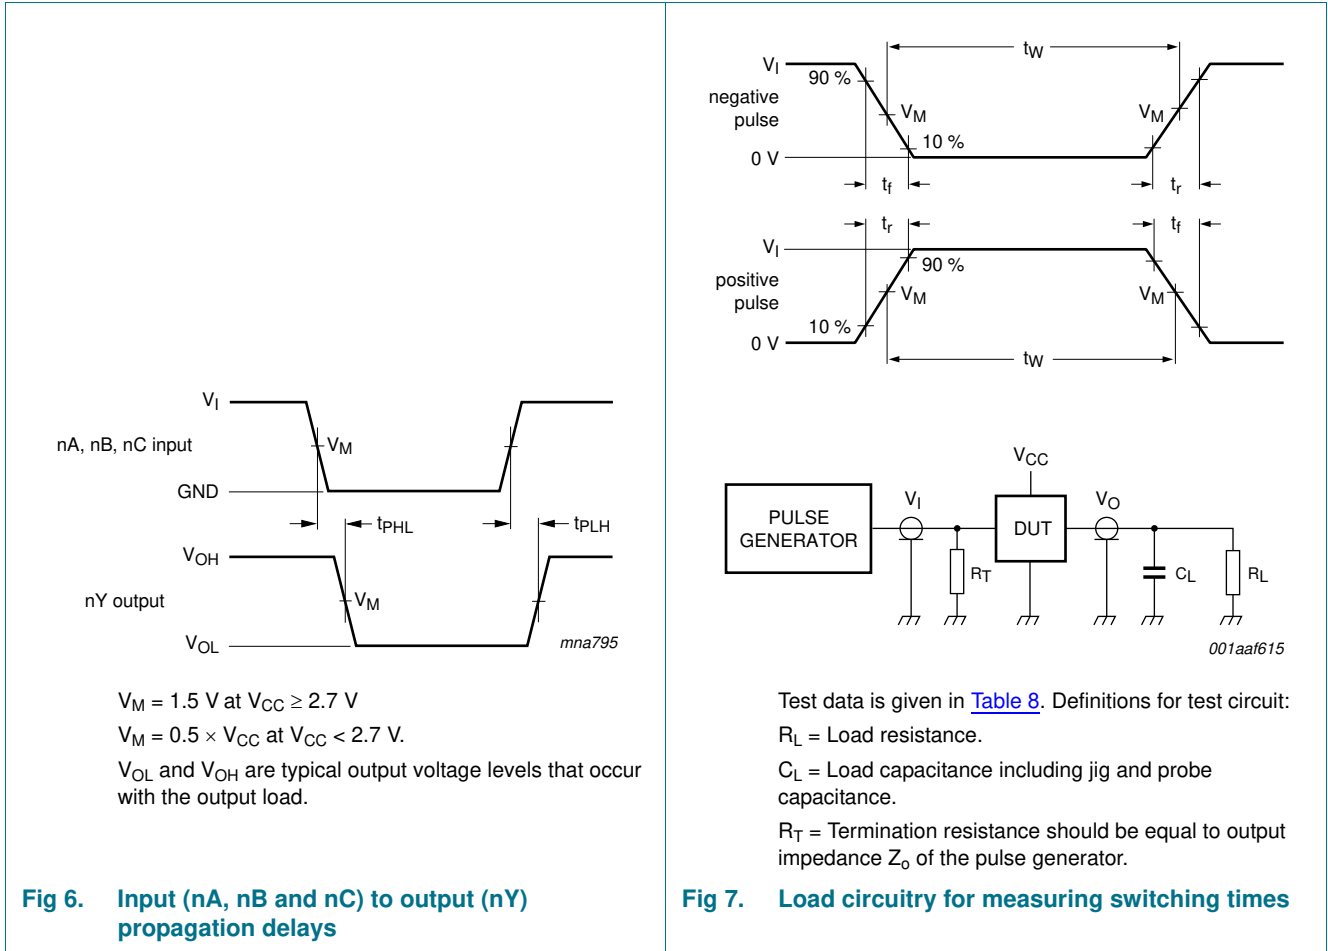 VI
nA, nB, nC input
VM
GND
tPHL
tPLH
VOH
nY output
VM
VOL
mna795
VM = 1.5 V at VCC ≥ 2.7 V
VM = 0.5 × VCC at VCC < 2.7 V.
VOL and VOH are typical output voltage levels that occur
with the output load.
Fig 6. Input (nA, nB and nC) to output (nY)
propagation delays
tW
VI
90 %
negative
pulse
VM
VM
10 %
0 V
tf
tr
tr
tf
VI
90 %
positive
pulse
VM
VM
10 %
0 V
tW
VCC
PULSE
GENERATOR
VI
DUT
VO
RT
CL
RL
001aaf615
Test data is given in Table 8. Definitions for test circuit:
RL = Load resistance.
CL = Load capacitance including jig and probe
capacitance.
RT = Termination resistance should be equal to output
impedance Zo of the pulse generator.
Fig 7. Load circuitry for measuring switching times